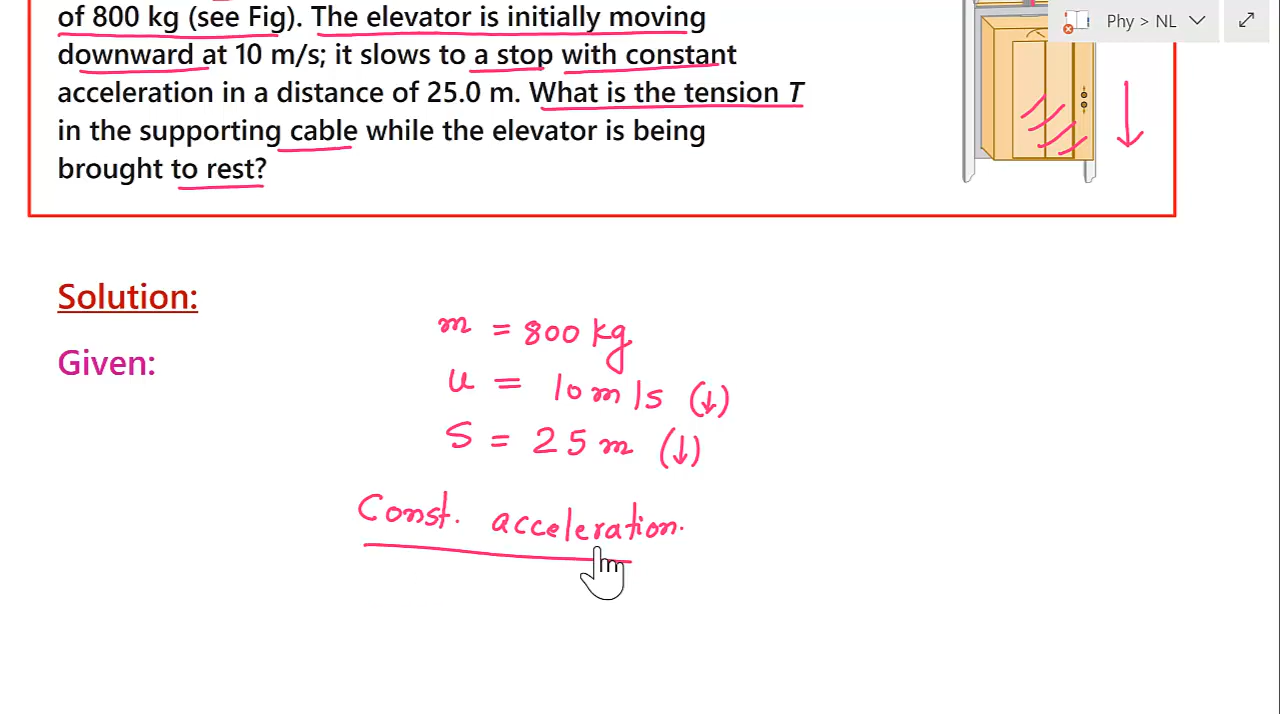 of 800 kg (see Fig). The elevator is initially moving
Phy > NL
downward at 10 m/s; it slows to a stop with constant
acceleration in a distance of 25.0 m. What is the tension T
in the supporting cable while the elevator is being
brought to rest?
Solution:
m = 800 kg
Given:
u = 10 m/s (↓)
S = 25 m (↓)
Const. acceleration.